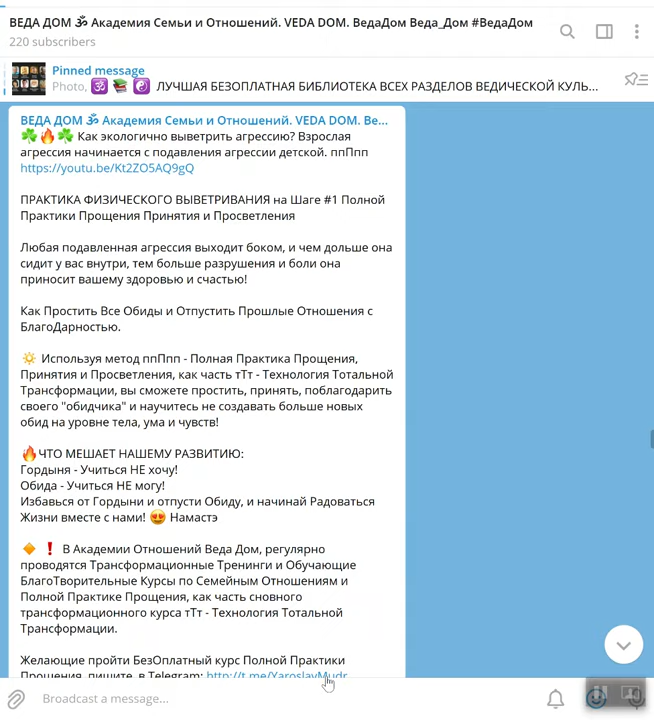 ВЕДА ДОМ 🕉 Академия Семьи и Отношений. VEDA DOM. ВедаДом Веда_Дом #ВедаДом
220 subscribers
Pinned message
Photo, 🕉️ 📚 ☯️ ЛУЧШАЯ БЕЗОПЛАТНАЯ БИБЛИОТЕКА ВСЕХ РАЗДЕЛОВ ВЕДИЧЕСКОЙ КУЛЬ...
ВЕДА ДОМ 🕉 Академия Семьи и Отношений. VEDA DOM. Ве...
☘️🔥☘️ Как экологично выветрить агрессию? Взрослая
агрессия начинается с подавления агрессии детской. ппПпп
https://youtu.be/Kt2ZO5AQ9gQ
ПРАКТИКА ФИЗИЧЕСКОГО ВЫВЕТРИВАНИЯ на Шаге #1 Полной
Практики Прощения Принятия и Просветления
Любая подавленная агрессия выходит боком, и чем дольше она
сидит у вас внутри, тем больше разрушения и боли она
приносит вашему здоровью и счастью!
Как Простить Все Обиды и Отпустить Прошлые Отношения с
БлагоДарностью.
🔅 Используя метод ппПпп - Полная Практика Прощения,
Принятия и Просветления, как часть тТт - Технология Тотальной
Трансформации, вы сможете простить, принять, поблагодарить
своего "обидчика" и научитесь не создавать больше новых
обид на уровне тела, ума и чувств!
🔥ЧТО МЕШАЕТ НАШЕМУ РАЗВИТИЮ:
Гордыня - Учиться НЕ хочу!
Обида - Учиться НЕ могу!
Избавься от Гордыни и отпусти Обиду, и начинай Радоваться
Жизни вместе с нами! 😍 Намастэ
🔸 ❗ В Академии Отношений Веда Дом, регулярно
проводятся Трансформационные Тренинги и Обучающие
БлагоТворительные Курсы по Семейным Отношениям и
Полной Практике Прощения, как часть сновного
трансформационного курса тТт - Технология Тотальной
Трансформации.
Желающие пройти БезОплатный курс Полной Практики
Прощения, пишите, в Telegram: http://t.me/YaroslavMudr
Broadcast a message...